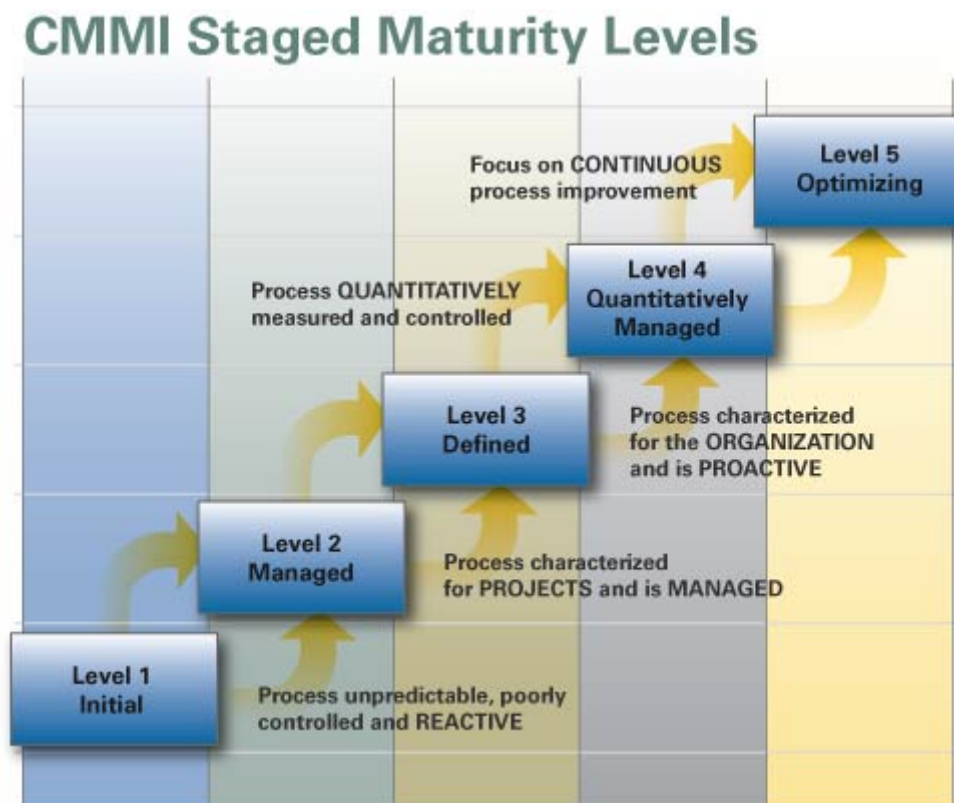 CMMI Staged Maturity Levels
Focus on CONTINUOUS
process improvement
Level 5
Optimizing
Process QUANTITATIVELY
measured and controlled
Level 4
Quantitatively
Managed
Level 3
Defined
Process characterized
for the ORGANIZATION
and is PROACTIVE
Level 2
Managed
Process characterized
for PROJECTS and is MANAGED
Level 1
Initial
Process unpredictable, poorly
controlled and REACTIVE